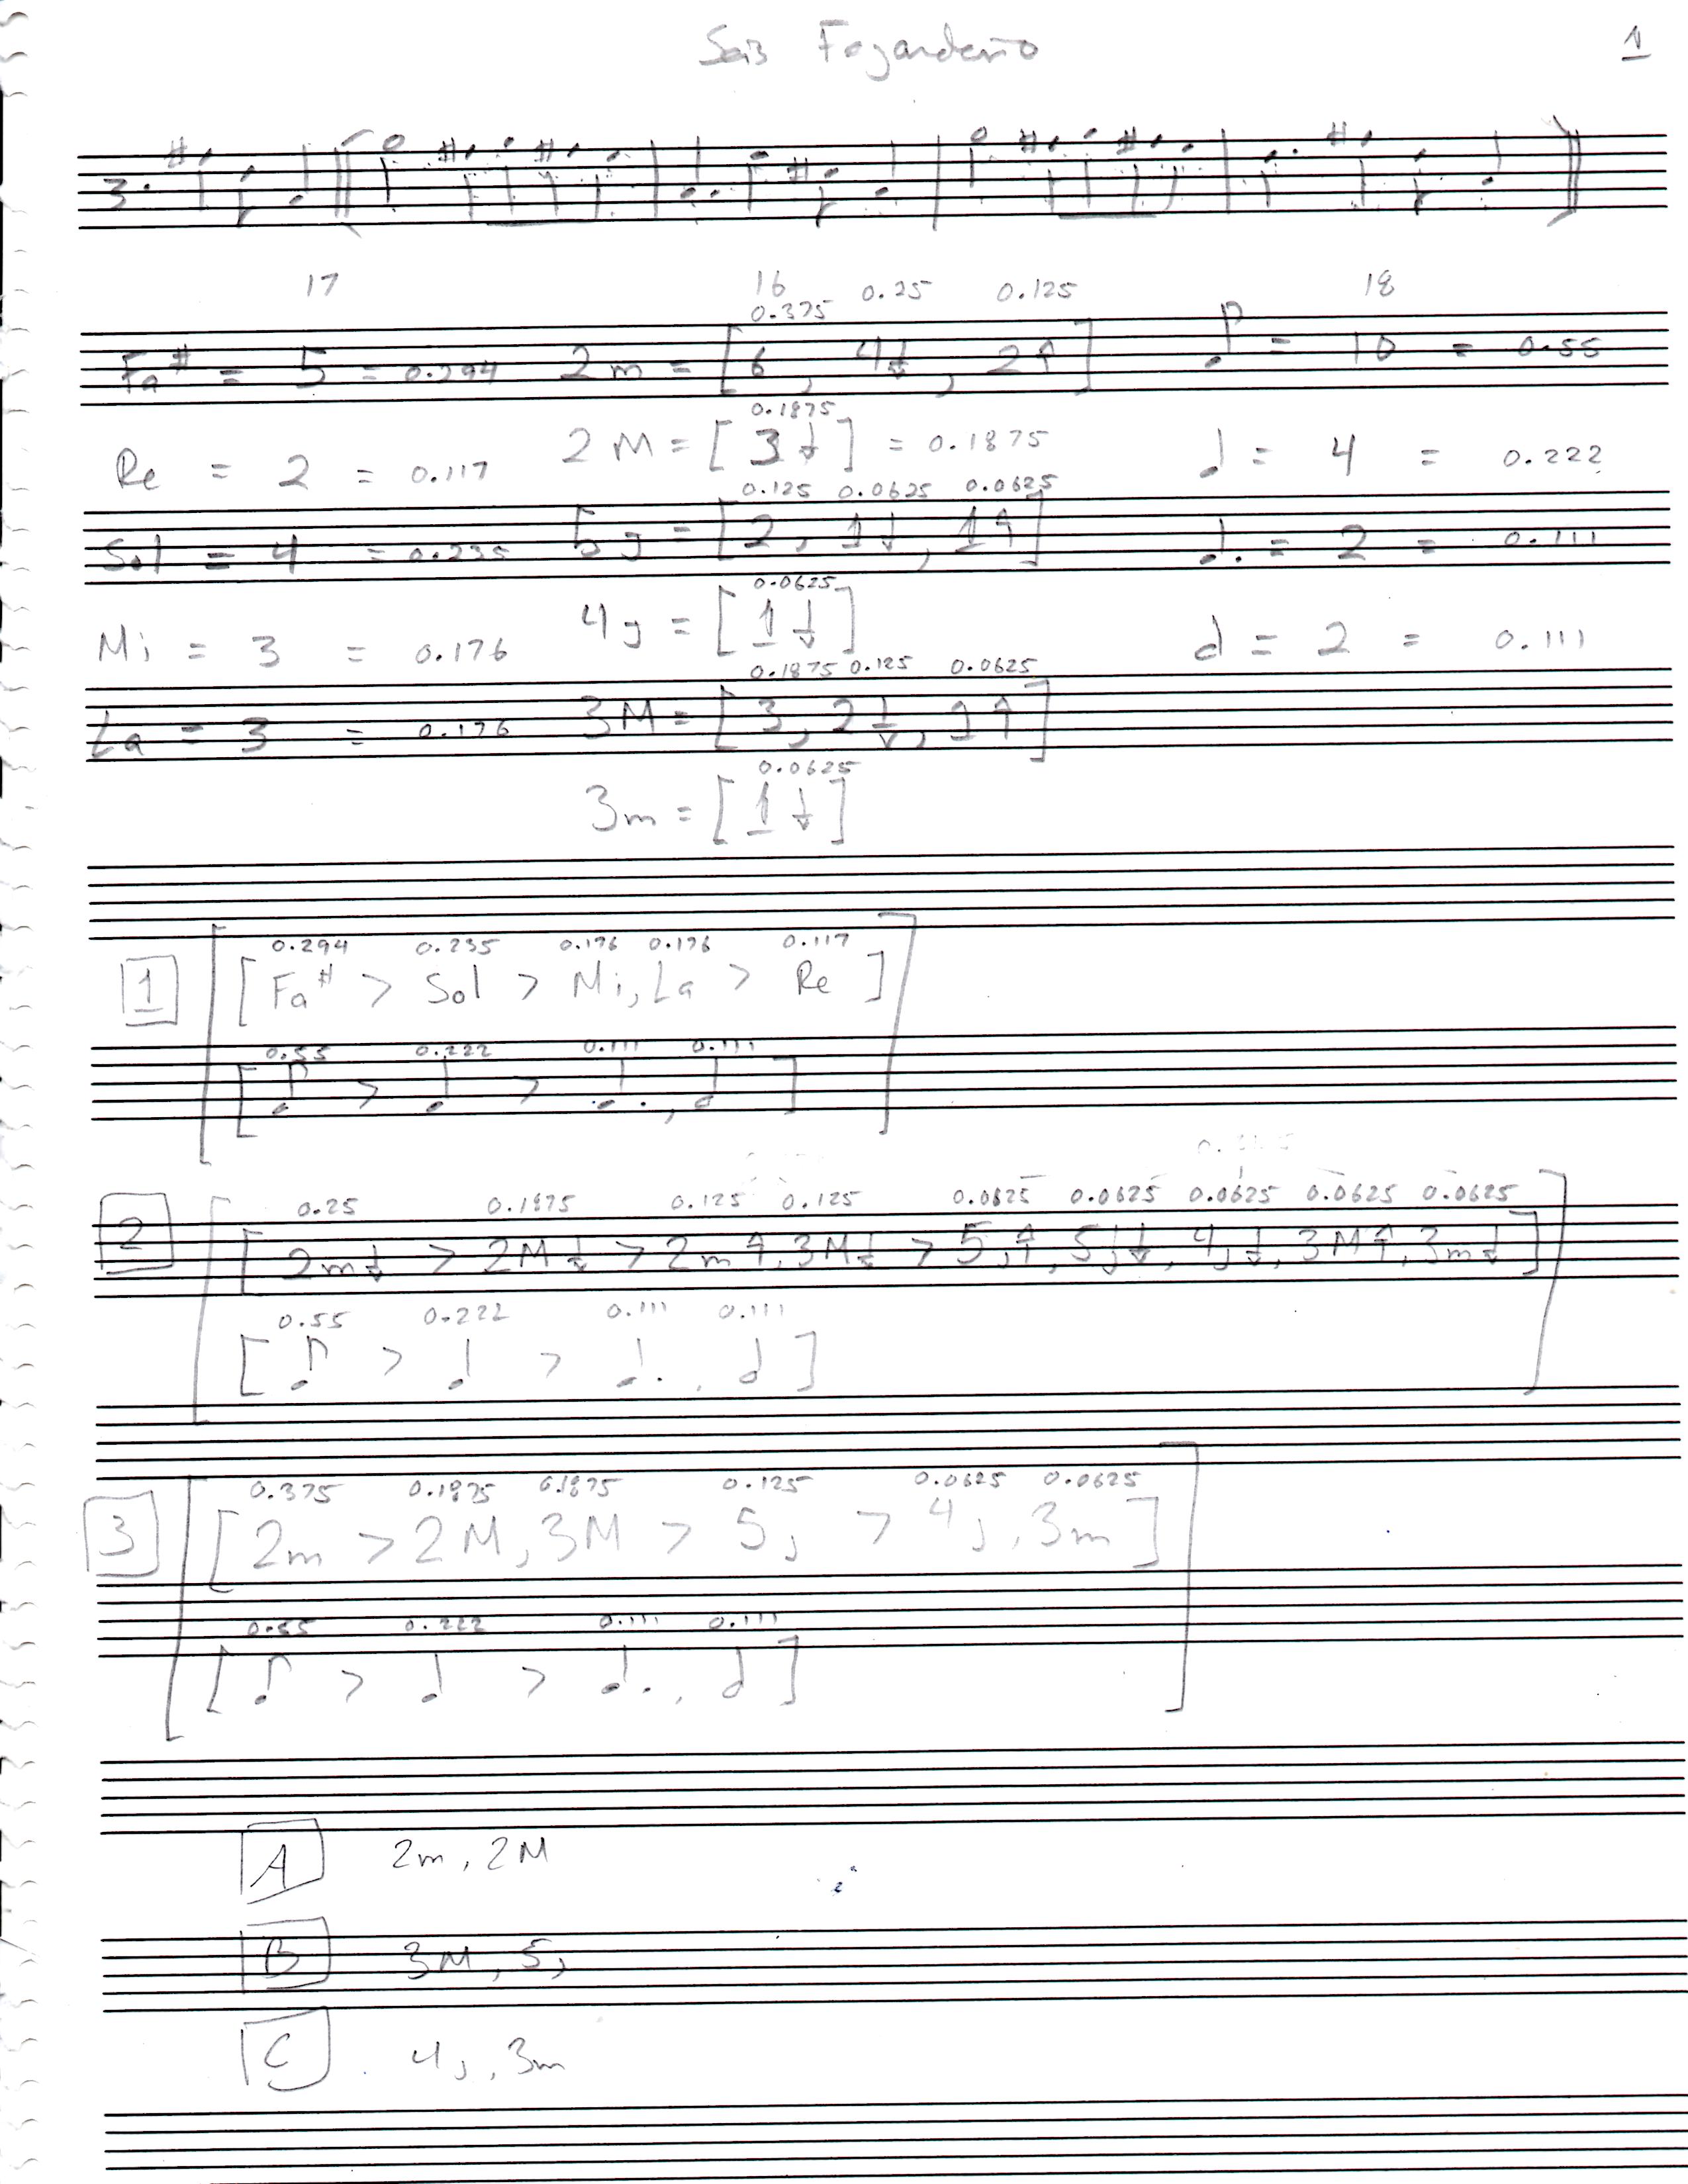 Seis Fajardeño 1
17 16 0.25 0.125 18
0.375
Fa# = 5 = 0.294 2m = [6, 4↓, 2↑] ♪ = 10 = 0.55
0.1875
Re = 2 = 0.117 2M = [3↓] = 0.1875 ♩ = 4 = 0.222
0.125 0.0625 0.0625
Sol = 4 = 0.235 5j = [2, 1↓, 1↑] ♩. = 2 = 0.111
0.0625
Mi = 3 = 0.176 4j = [1↓] 𝅗𝅥 = 2 = 0.111
0.1875 0.125 0.0625
La = 3 = 0.176 3M = [3, 2↓, 1↑]
0.0625
3m = [1↓]
0.294 0.235 0.176 0.176 0.117
1 [Fa# > Sol > Mi, La > Re]
0.55 0.222 0.111 0.111
[♪ > ♩ > ♩., 𝅗𝅥]
0.25 0.1875 0.125 0.125 0.0625 0.0625 0.0625 0.0625 0.0625
2 [2m↓ > 2M↓ > 2m↑, 3M↓ > 5j↑, 5j↓, 4j↓, 3M↑, 3m↓]
0.55 0.222 0.111 0.111
[♪ > ♩ > ♩., 𝅗𝅥]
0.375 0.1875 0.1875 0.125 0.0625 0.0625
3 [2m > 2M, 3M > 5j > 4j, 3m]
0.55 0.222 0.111 0.111
[♪ > ♩ > ♩., 𝅗𝅥]
A 2m, 2M
B 3M, 5j
C 4j, 3m